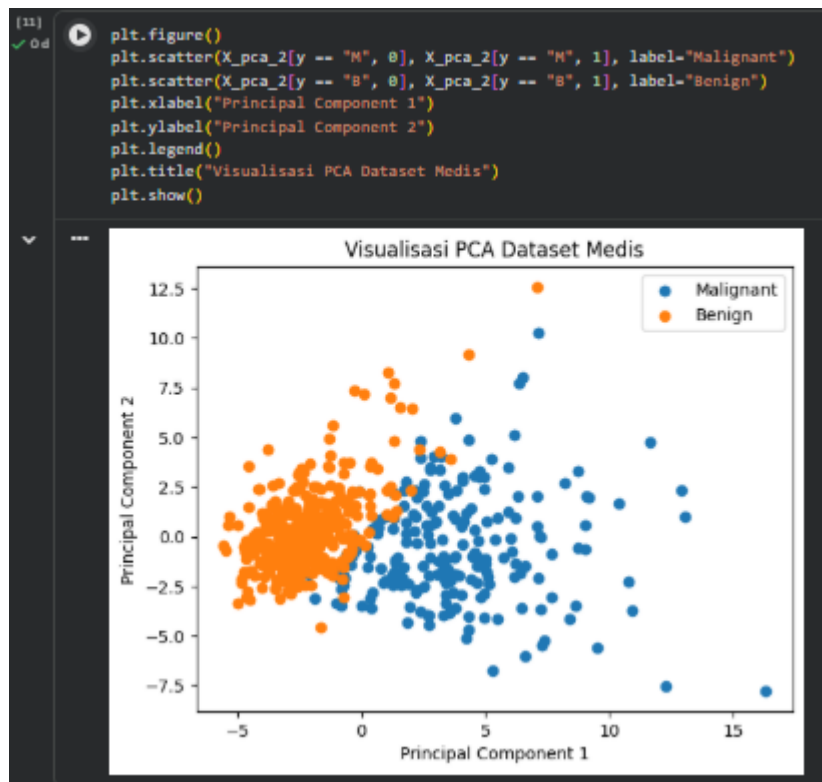 [11]
0d
plt.figure()
plt.scatter(X_pca_2[y == "M", 0], X_pca_2[y == "M", 1], label="Malignant")
plt.scatter(X_pca_2[y == "B", 0], X_pca_2[y == "B", 1], label="Benign")
plt.xlabel("Principal Component 1")
plt.ylabel("Principal Component 2")
plt.legend()
plt.title("Visualisasi PCA Dataset Medis")
plt.show()
Visualisasi PCA Dataset Medis
Malignant
Benign
Principal Component 2
12.5
10.0
7.5
5.0
2.5
0.0
−2.5
−5.0
−7.5
−5 0 5 10 15
Principal Component 1